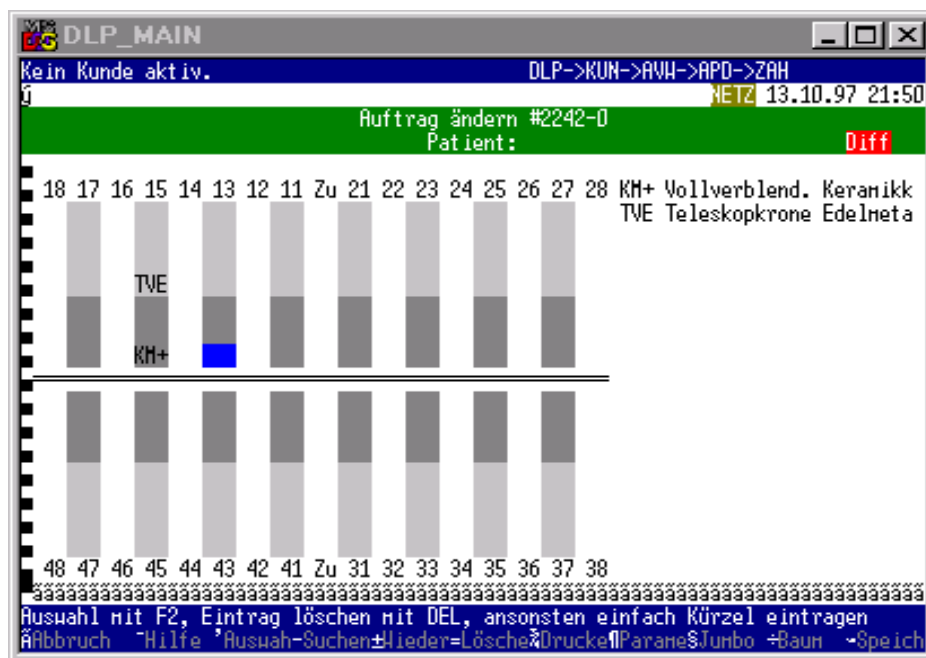 DLP_MAIN
Kein Kunde aktiv. DLP->KUN->AVW->APD->ZAH
NETZ 13.10.97 21:50
Auftrag ändern #2242-0
Patient: Diff
18 17 16 15 14 13 12 11 Zu 21 22 23 24 25 26 27 28 KM+ Vollverblend. Keramikk
TVE Teleskopkrone Edelmeta
TVE
KM+
48 47 46 45 44 43 42 41 Zu 31 32 33 34 35 36 37 38
Auswahl mit F2, Eintrag löschen mit DEL, ansonsten einfach Kürzel eintragen
Abbruch Hilfe Auswah Suchen Wieder Lösche Drucke Parame Jumbo Baum Speich